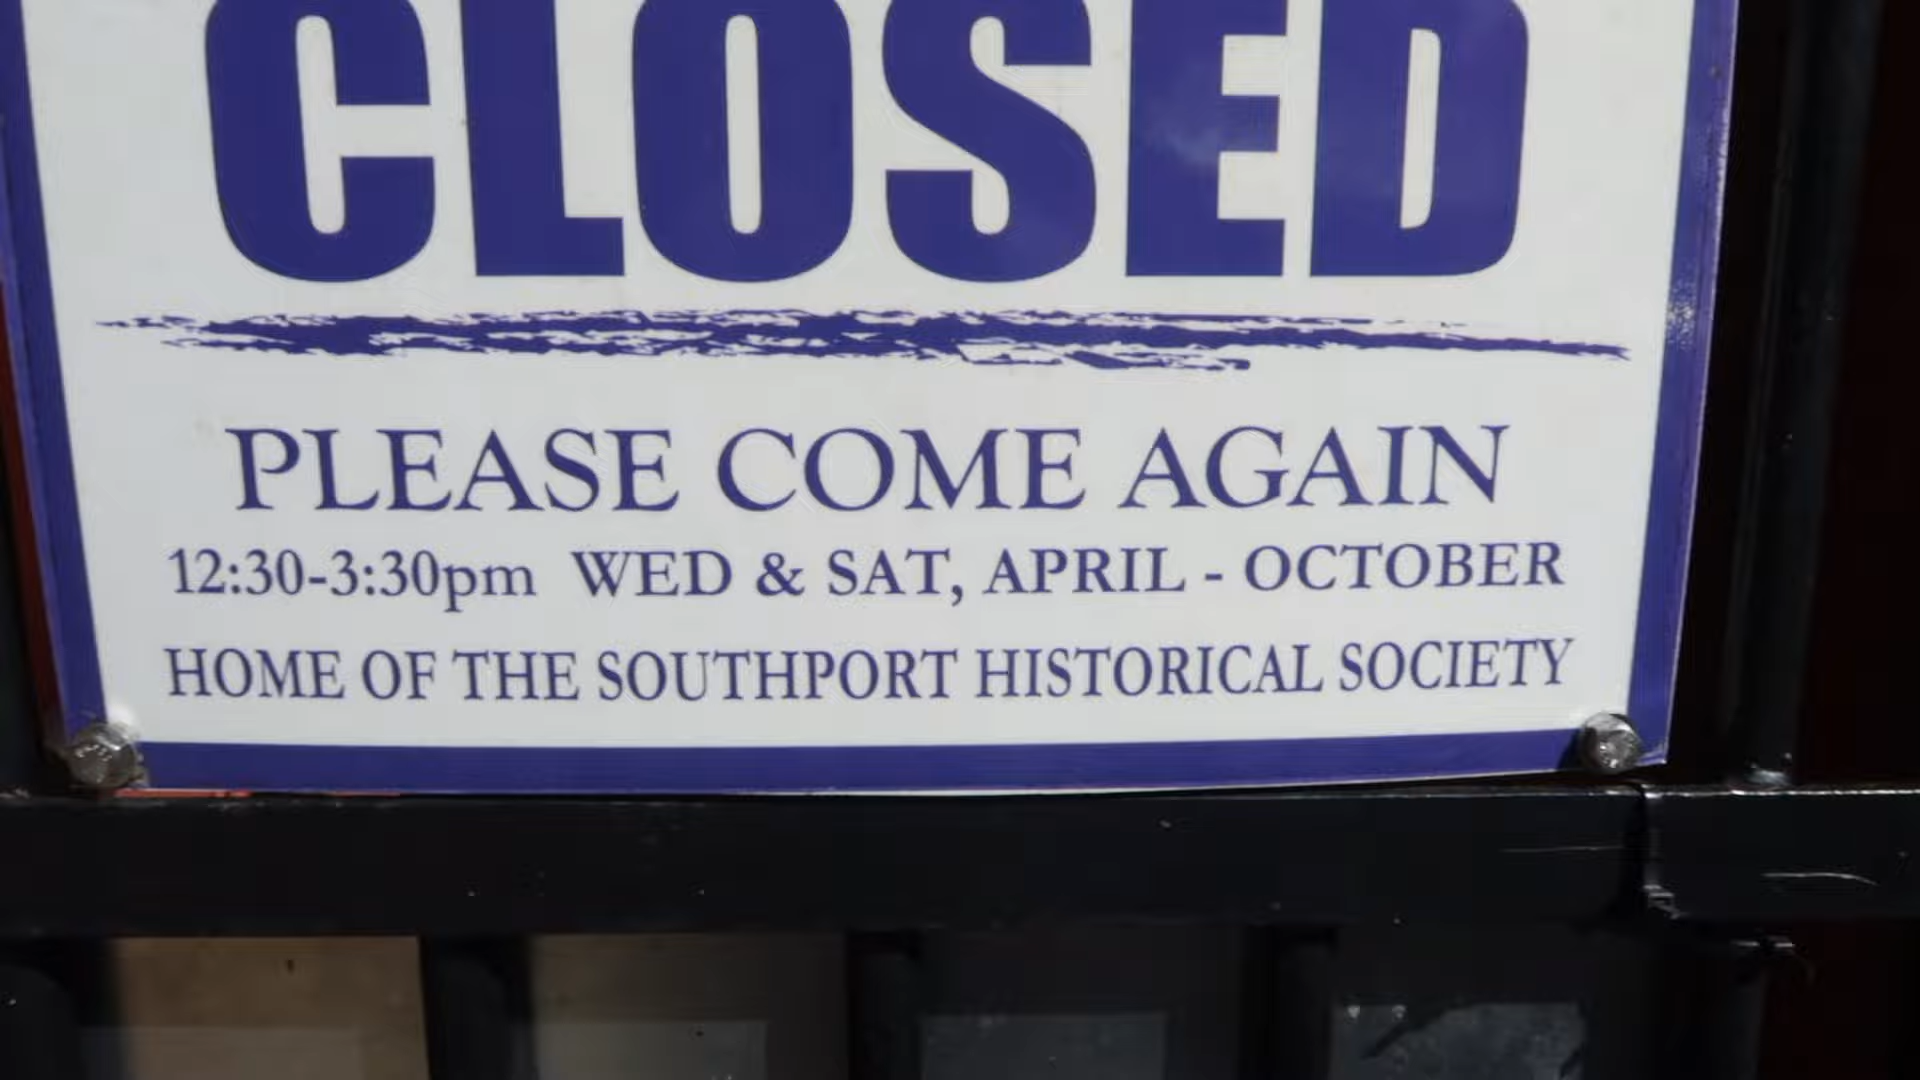 CLOSED
PLEASE COME AGAIN
12:30-3:30pm WED & SAT, APRIL - OCTOBER
HOME OF THE SOUTHPORT HISTORICAL SOCIETY